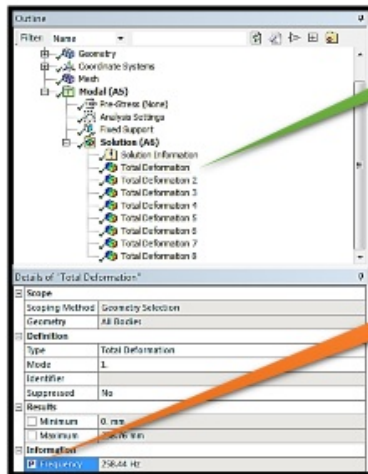 Outline
Filter: Name
Geometry
Coordinate Systems
Mesh
Modal (A5)
Pre-Stress (None)
Analysis Settings
Fixed Support
Solution (A6)
Solution Information
Total Deformation
Total Deformation 2
Total Deformation 3
Total Deformation 4
Total Deformation 5
Total Deformation 6
Total Deformation 7
Total Deformation 8
Details of "Total Deformation"
Scope
Scoping Method Geometry Selection
Geometry All Bodies
Definition
Type Total Deformation
Mode 1.
Identifier
Suppressed No
Results
Minimum 0. mm
Maximum mm
Information
P Frequency 258.44 Hz